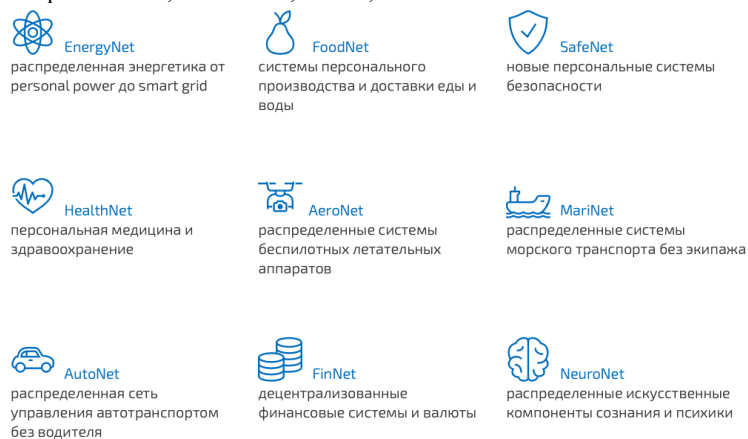 EnergyNet
распределенная энергетика от
personal power до smart grid
FoodNet
системы персонального
производства и доставки еды и
воды
SafeNet
новые персональные системы
безопасности
HealthNet
персональная медицина и
здравоохранение
AeroNet
распределенные системы
беспилотных летательных
аппаратов
MariNet
распределенные системы
морского транспорта без экипажа
AutoNet
распределенная сеть
управления автотранспортом
без водителя
FinNet
децентрализованные
финансовые системы и валюты
NeuroNet
распределенные искусственные
компоненты сознания и психики